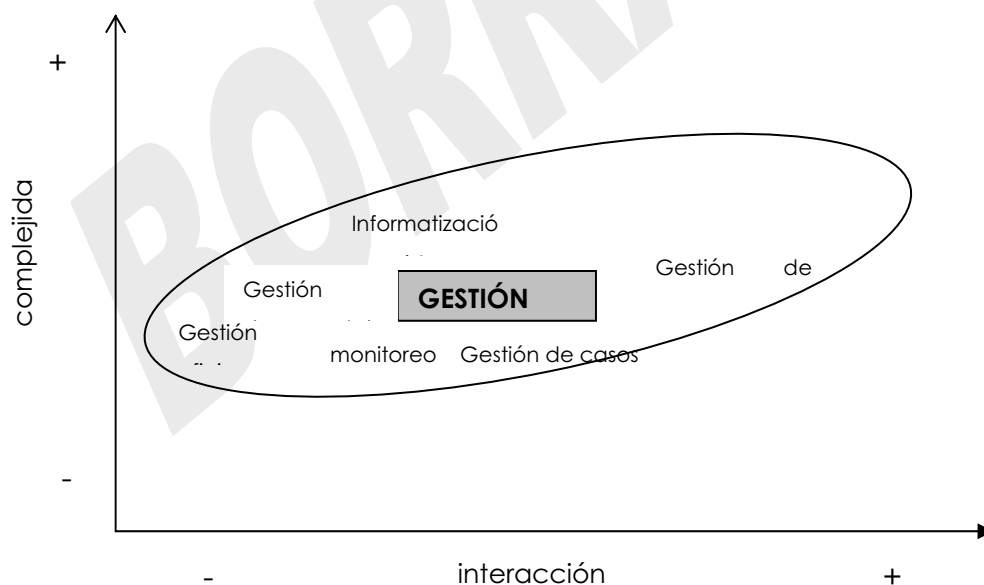 BORR
+
complejida
Informatizació
Gestión de
Gestión
GESTIÓN
Gestión
monitoreo Gestión de casos
-
- interacción +